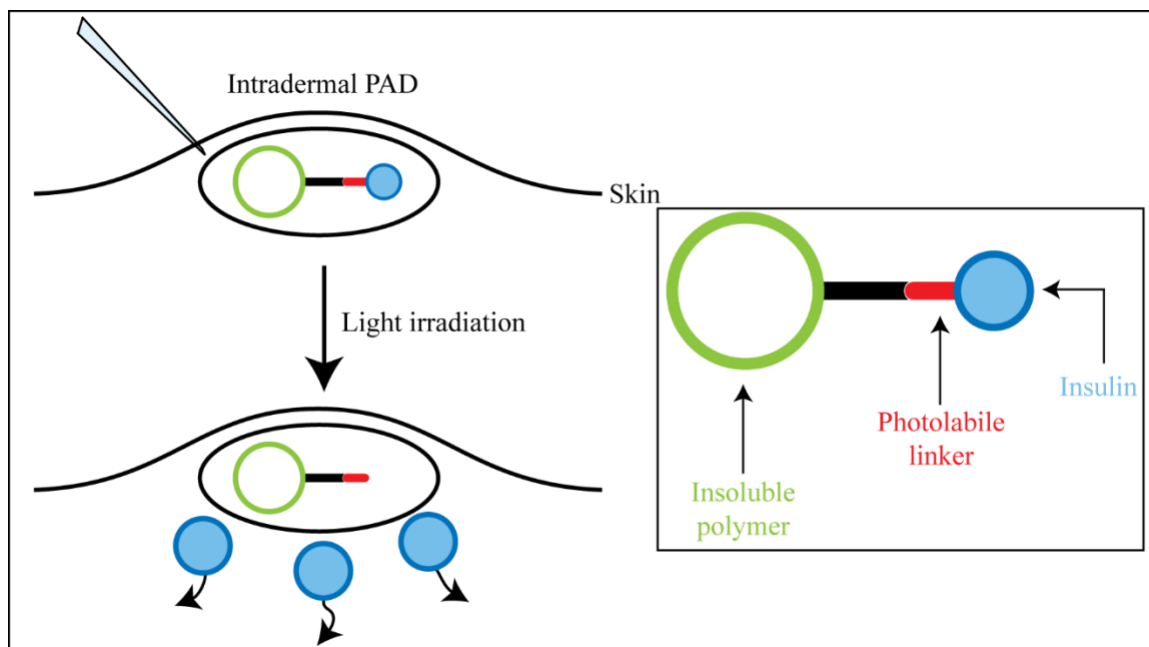 Intradermal PAD
Skin
Light irradiation
Insulin
Photolabile
linker
Insoluble
polymer